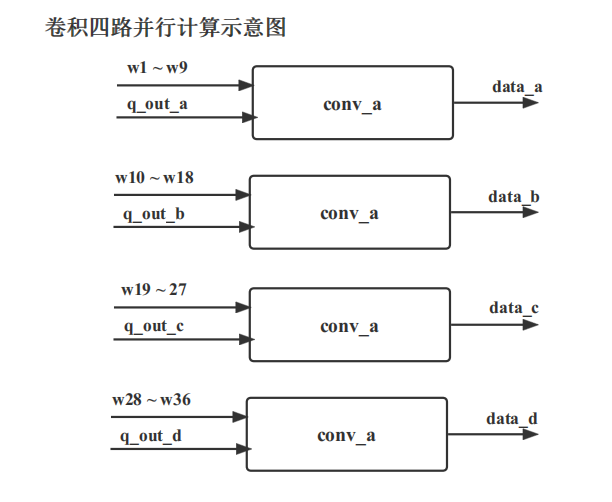 卷积四路并行计算示意图
w1 ~ w9
q_out_a
conv_a
data_a
w10 ~ w18
q_out_b
conv_a
data_b
w19 ~ 27
q_out_c
conv_a
data_c
w28 ~ w36
q_out_d
conv_a
data_d